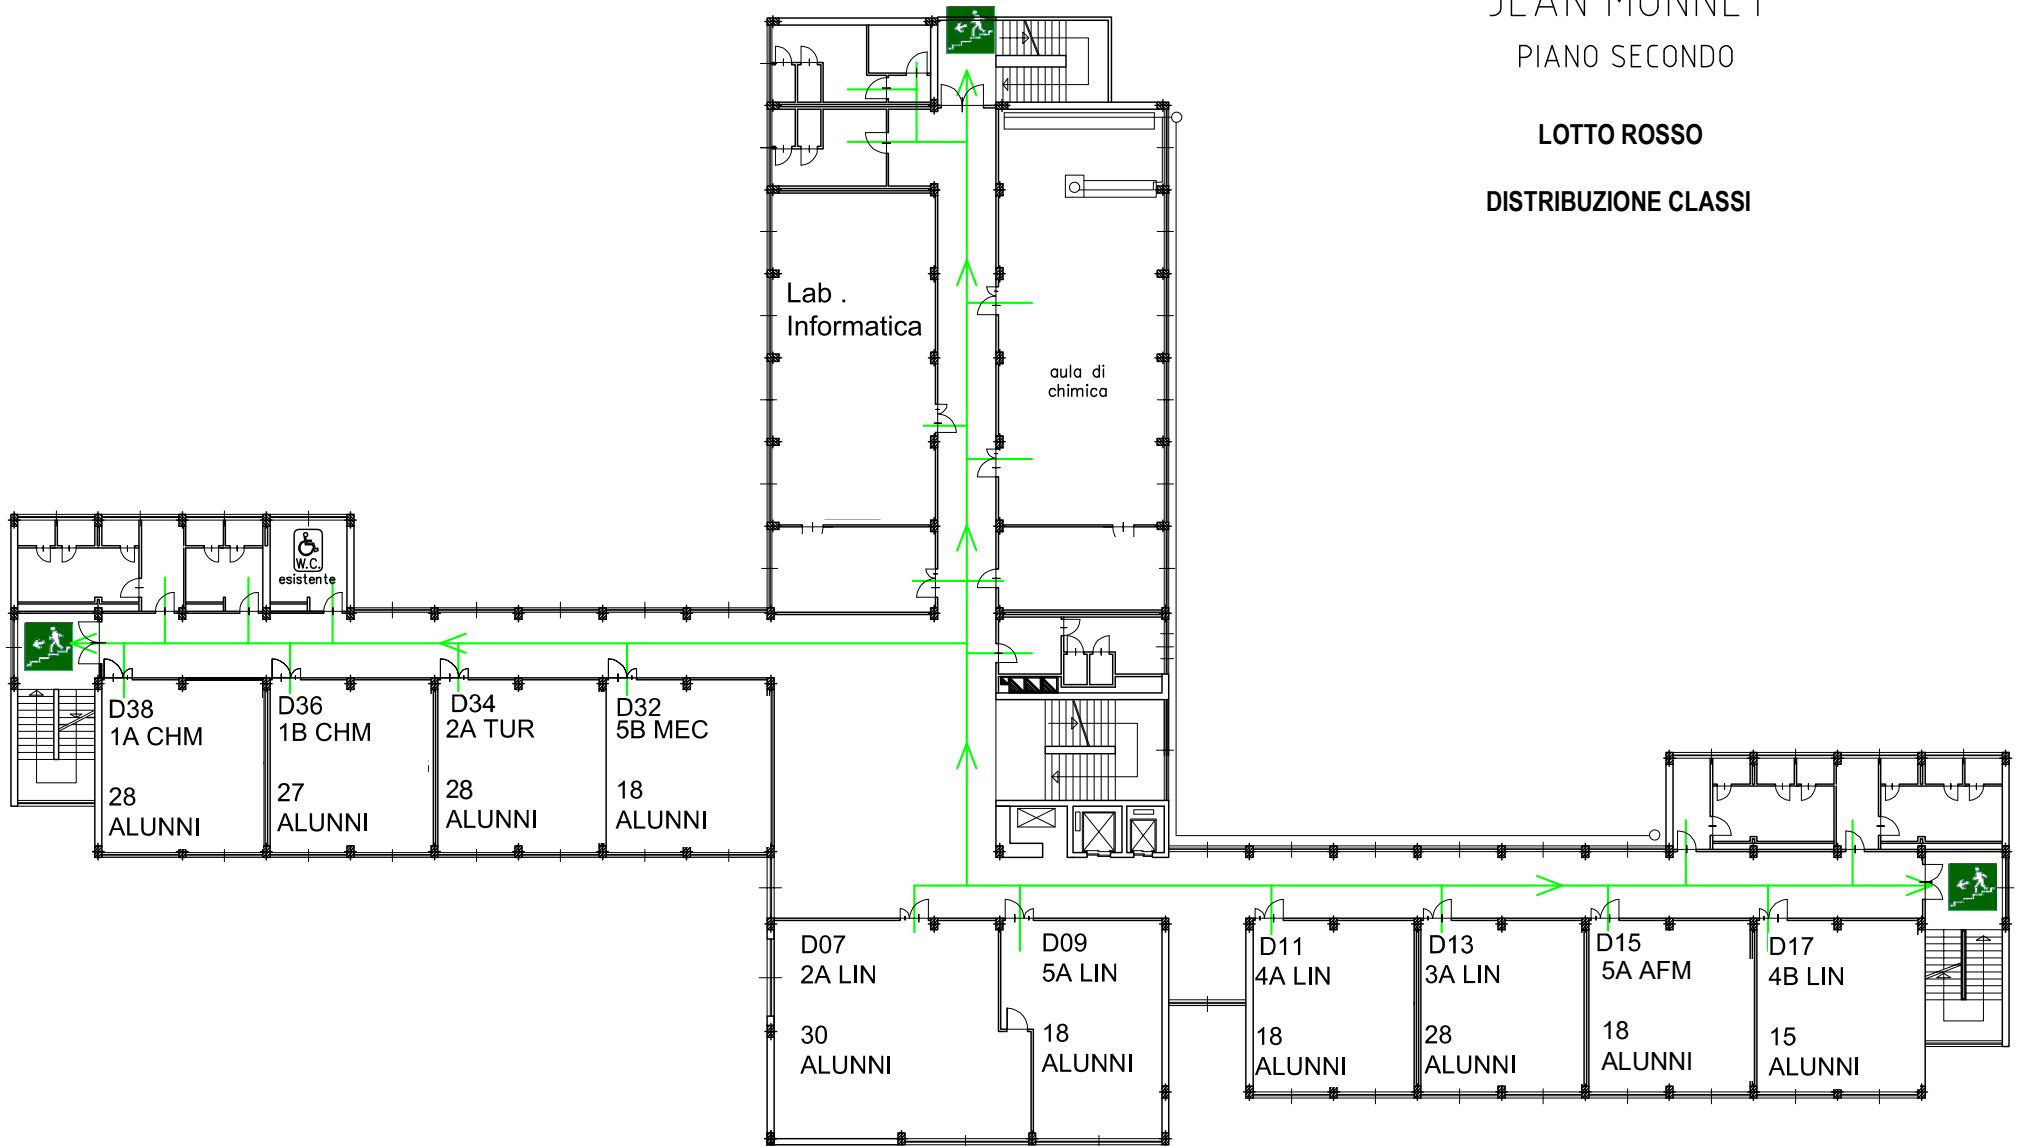 JEAN MONNET
PIANO SECONDO
LOTTO ROSSO
DISTRIBUZIONE CLASSI
Lab .
Informatica
aula di
chimica
W.C.
esistente
D38
1A CHM
28
ALUNNI
D36
1B CHM
27
ALUNNI
D34
2A TUR
28
ALUNNI
D32
5B MEC
18
ALUNNI
D07
2A LIN
30
ALUNNI
D09
5A LIN
18
ALUNNI
D11
4A LIN
18
ALUNNI
D13
3A LIN
28
ALUNNI
D15
5A AFM
18
ALUNNI
D17
4B LIN
15
ALUNNI